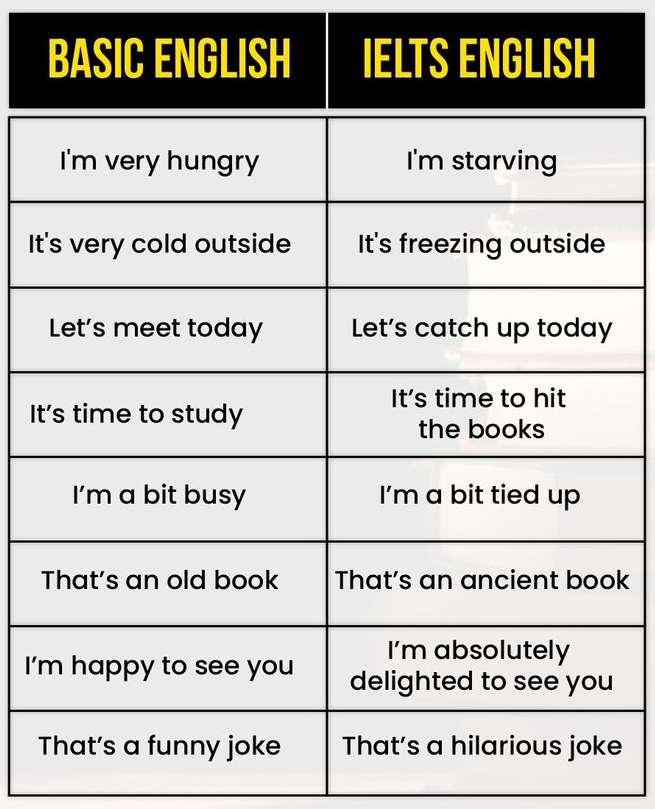 BASIC ENGLISH
IELTS ENGLISH
I'm very hungry
I'm starving
It's very cold outside
It's freezing outside
Let’s meet today
Let’s catch up today
It’s time to study
It’s time to hit
the books
I’m a bit busy
I’m a bit tied up
That’s an old book
That’s an ancient book
I’m happy to see you
I’m absolutely
delighted to see you
That’s a funny joke
That’s a hilarious joke